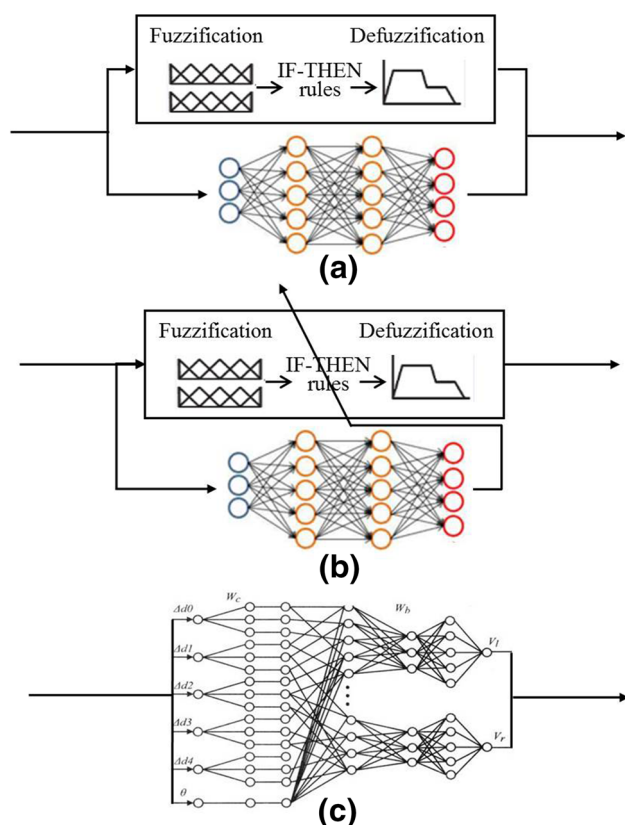 Fuzzification Defuzzification
IF-THEN
rules
(a)
Fuzzification Defuzzification
IF-THEN
rules
(b)
Δd0 W_c W_b
Δd1 V_l
Δd2
Δd3
Δd4 V_r
θ
(c)